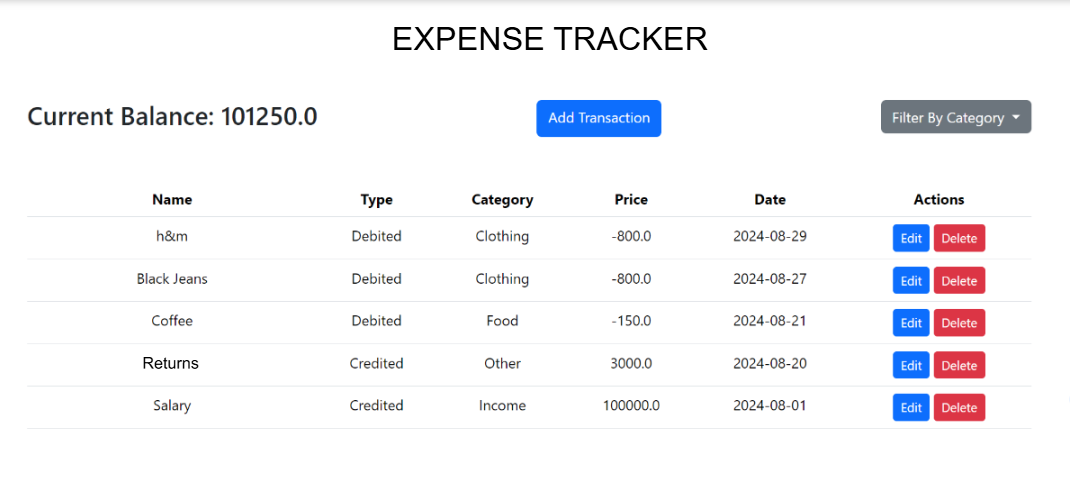 EXPENSE TRACKER
Current Balance: 101250.0 Add Transaction Filter By Category
Name Type Category Price Date Actions
h&m Debited Clothing -800.0 2024-08-29 Edit Delete
Black Jeans Debited Clothing -800.0 2024-08-27 Edit Delete
Coffee Debited Food -150.0 2024-08-21 Edit Delete
Returns Credited Other 3000.0 2024-08-20 Edit Delete
Salary Credited Income 100000.0 2024-08-01 Edit Delete